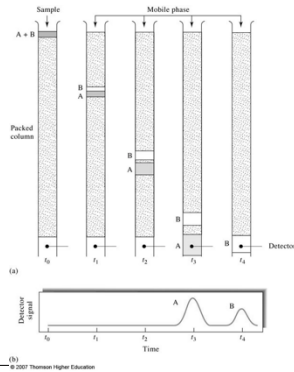 Sample Mobile phase
A + B
B
A
Packed
column
B
A
B
A
B
Detecto
t0 t1 t2 t3 t4
(a)
Detector
signal
A
B
t0 t1 t2 t3 t4
Time
(b)
© 2007 Thomson Higher Education